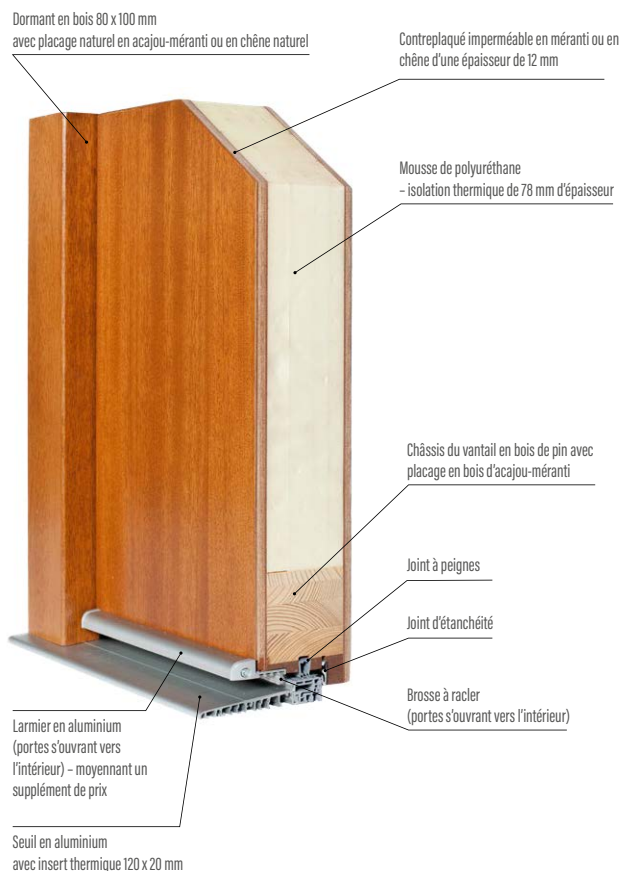 Dormant en bois 80 x 100 mm
avec placage naturel en acajou-méranti ou en chêne naturel
Contreplaqué imperméable en méranti ou en
chêne d'une épaisseur de 12 mm
Mousse de polyuréthane
– isolation thermique de 78 mm d'épaisseur
Châssis du vantail en bois de pin avec
placage en bois d'acajou-méranti
Joint à peignes
Joint d'étanchéité
Brosse à racler
(portes s'ouvrant vers l'intérieur)
Larmier en aluminium
(portes s'ouvrant vers
l'intérieur) – moyennant un
supplément de prix
Seuil en aluminium
avec insert thermique 120 x 20 mm